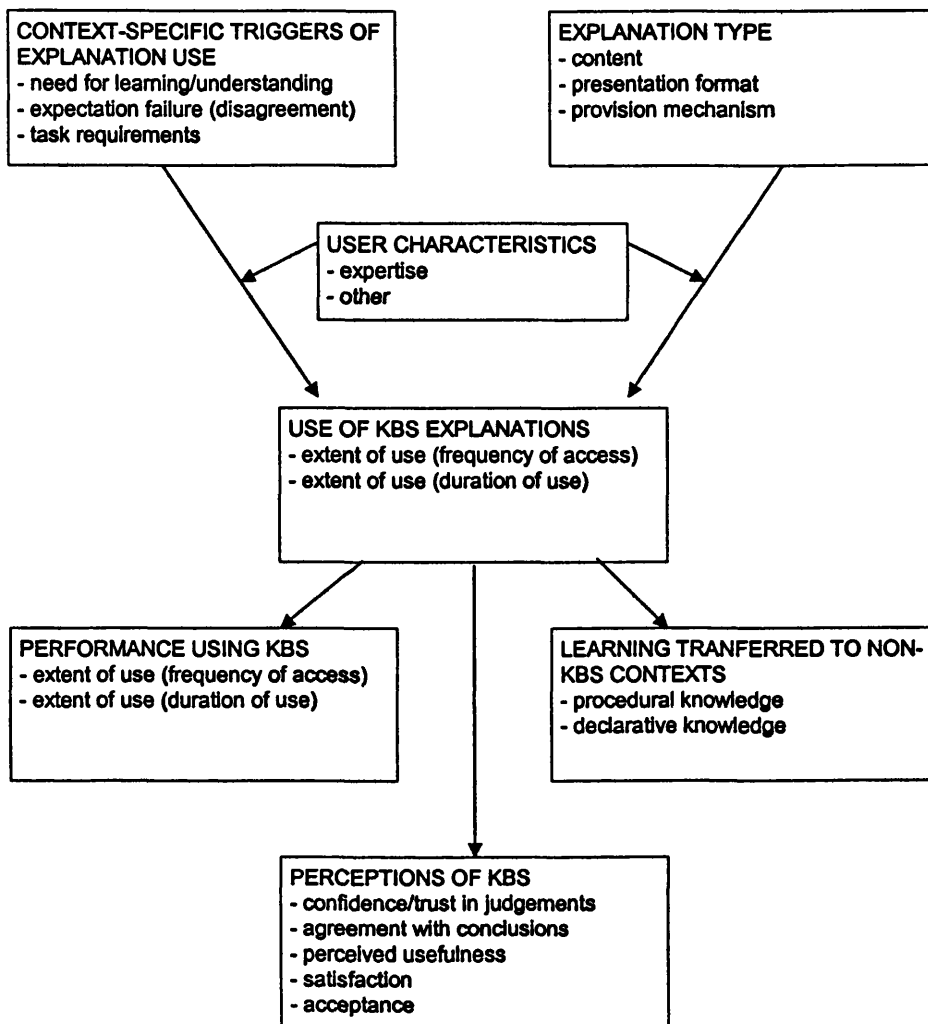 CONTEXT-SPECIFIC TRIGGERS OF
EXPLANATION USE
- need for learning/understanding
- expectation failure (disagreement)
- task requirements
EXPLANATION TYPE
- content
- presentation format
- provision mechanism
USER CHARACTERISTICS
- expertise
- other
USE OF KBS EXPLANATIONS
- extent of use (frequency of access)
- extent of use (duration of use)
PERFORMANCE USING KBS
- extent of use (frequency of access)
- extent of use (duration of use)
LEARNING TRANFERRED TO NON-
KBS CONTEXTS
- procedural knowledge
- declarative knowledge
PERCEPTIONS OF KBS
- confidence/trust in judgements
- agreement with conclusions
- perceived usefulness
- satisfaction
- acceptance